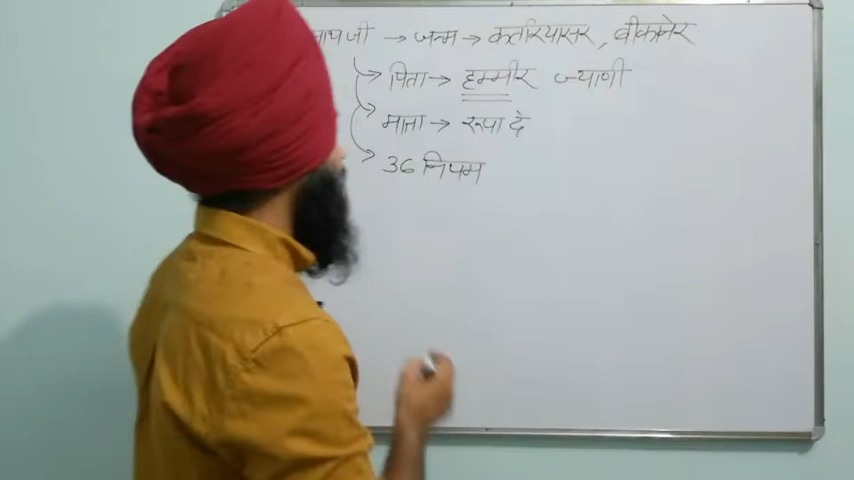 जी → जन्म → कतरियासर, बीकानेर
पिता → हम्मीर ज्याणी
माता → रूपा दे
36 नियम